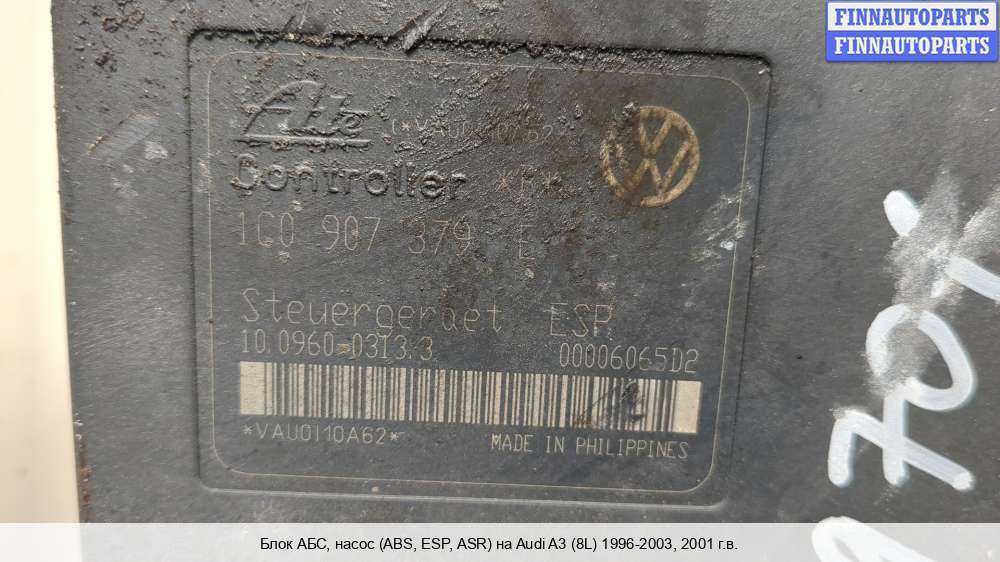 FINNAUTOPARTS
FINNAUTOPARTS
Ate
Controller
1C0 907 379 E
Steuergeraet ESP
10.0960-0313.3 00006065D2
*VAU0110A62* MADE IN PHILIPPINES
Блок АБС, насос (ABS, ESP, ASR) на Audi A3 (8L) 1996-2003, 2001 г.в.